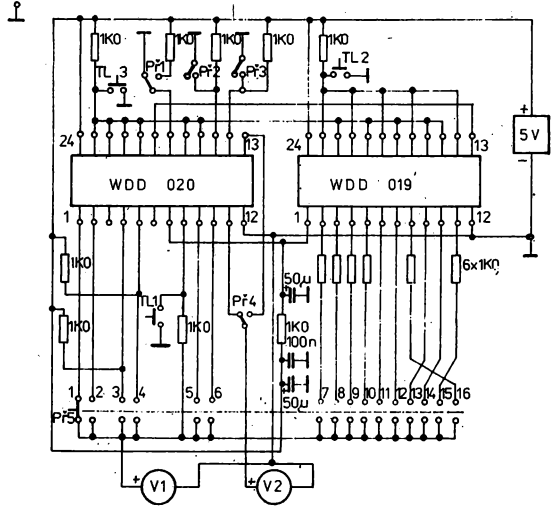 1K0 1K0 1K0 1K0 1K0
TL 3 Př1 Př2 Př3 TL 2
24 13 24 13
+
5V
−
WDD 020 WDD 019
1 12 1 12
1K0 TL1 Př4 50µ 6x1KΩ
1K0 1K0 1K0
100n
50µ
1 2 3 4 5 6 7 8 9 10 11 12 13 14 15 16
Př5
+ V1 + V2